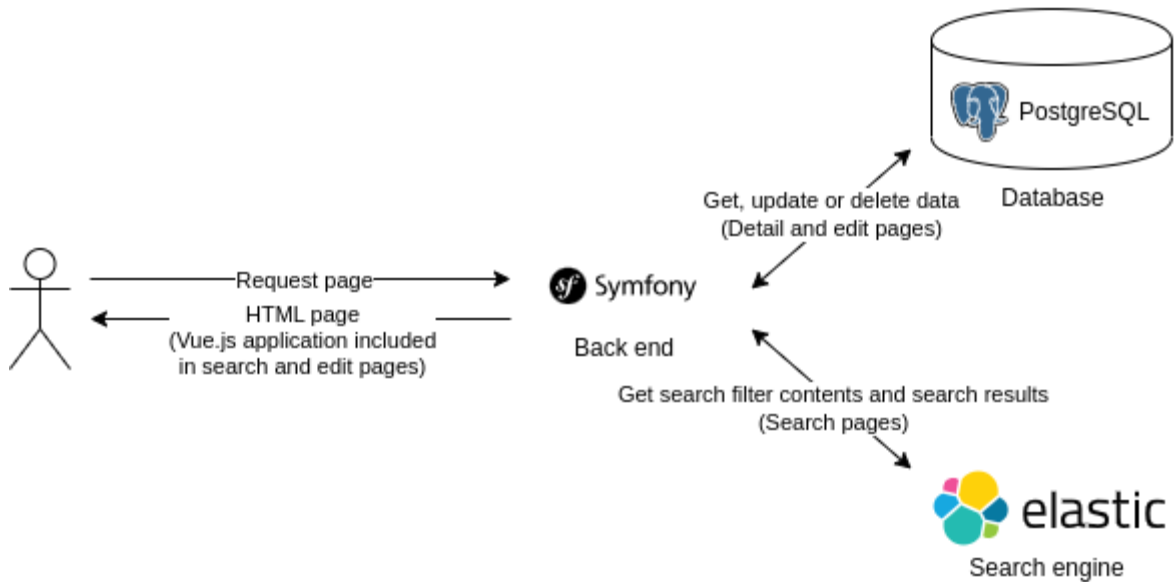 PostgreSQL
Database
Get, update or delete data
(Detail and edit pages)
Request page
HTML page
(Vue.js application included
in search and edit pages)
sf Symfony
Back end
Get search filter contents and search results
(Search pages)
elastic
Search engine